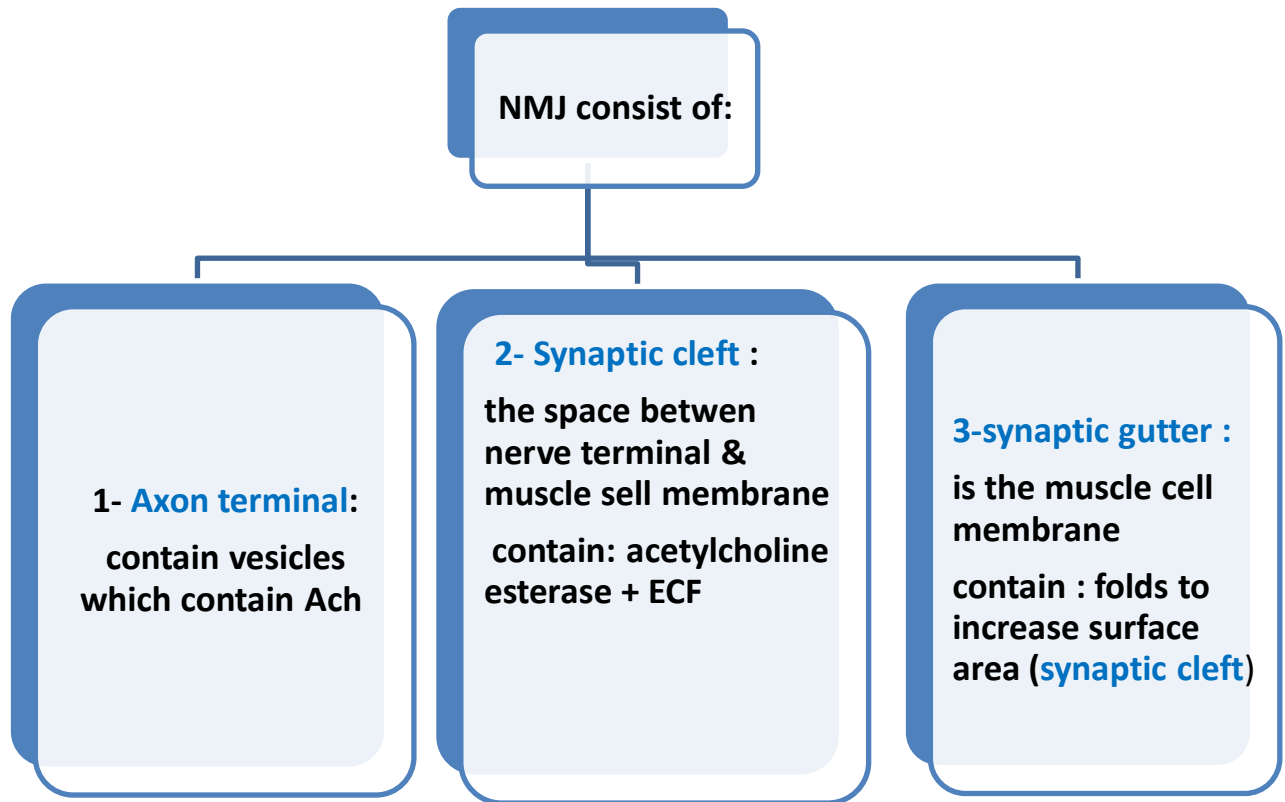 NMJ consist of:
1- Axon terminal:
contain vesicles
which contain Ach
2- Synaptic cleft :
the space betwen
nerve terminal &
muscle sell membrane
contain: acetylcholine
esterase + ECF
3-synaptic gutter :
is the muscle cell
membrane
contain : folds to
increase surface
area (synaptic cleft)